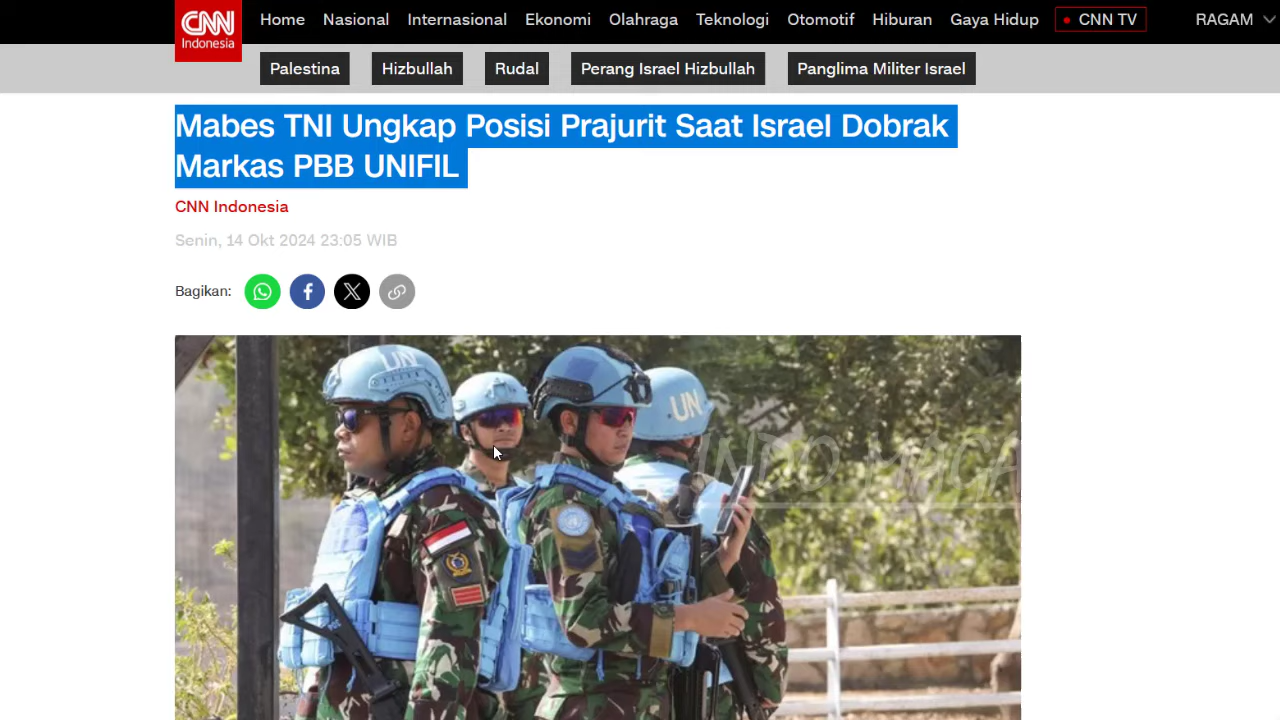 CNN
Indonesia
Home Nasional Internasional Ekonomi Olahraga Teknologi Otomotif Hiburan Gaya Hidup CNN TV RAGAM
Palestina Hizbullah Rudal Perang Israel Hizbullah Panglima Militer Israel
Mabes TNI Ungkap Posisi Prajurit Saat Israel Dobrak
Markas PBB UNIFIL
CNN Indonesia
Senin, 14 Okt 2024 23:05 WIB
Bagikan:
UN
UN
INDO